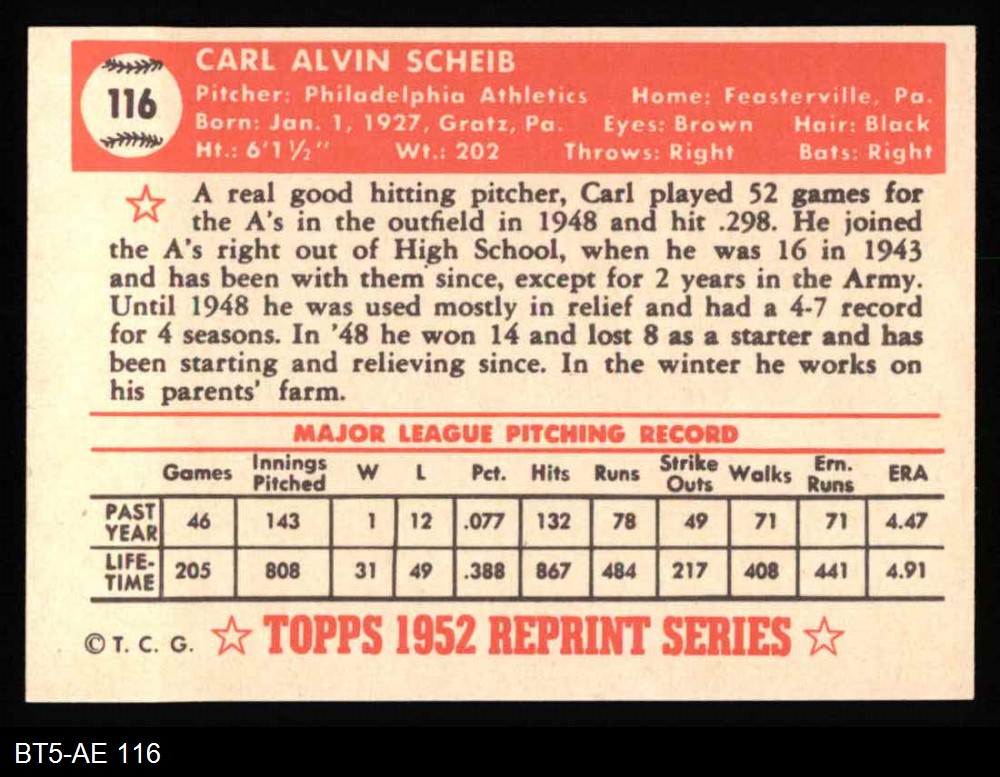 116
CARL ALVIN SCHEIB
Pitcher: Philadelphia Athletics Home: Feasterville, Pa.
Born: Jan. 1, 1927, Gratz, Pa. Eyes: Brown Hair: Black
Ht.: 6'1½" Wt.: 202 Throws: Right Bats: Right
A real good hitting pitcher, Carl played 52 games for
the A's in the outfield in 1948 and hit .298. He joined
the A's right out of High School, when he was 16 in 1943
and has been with them since, except for 2 years in the Army.
Until 1948 he was used mostly in relief and had a 4-7 record
for 4 seasons. In '48 he won 14 and lost 8 as a starter and has
been starting and relieving since. In the winter he works on
his parents' farm.
MAJOR LEAGUE PITCHING RECORD
Games Innings Pitched W L Pct. Hits Runs Strike Outs Walks Ern. Runs ERA
PAST YEAR 46 143 1 12 .077 132 78 49 71 71 4.47
LIFE-TIME 205 808 31 49 .388 867 484 217 408 441 4.91
© T. C. G. ☆ TOPPS 1952 REPRINT SERIES ☆
BT5-AE 116